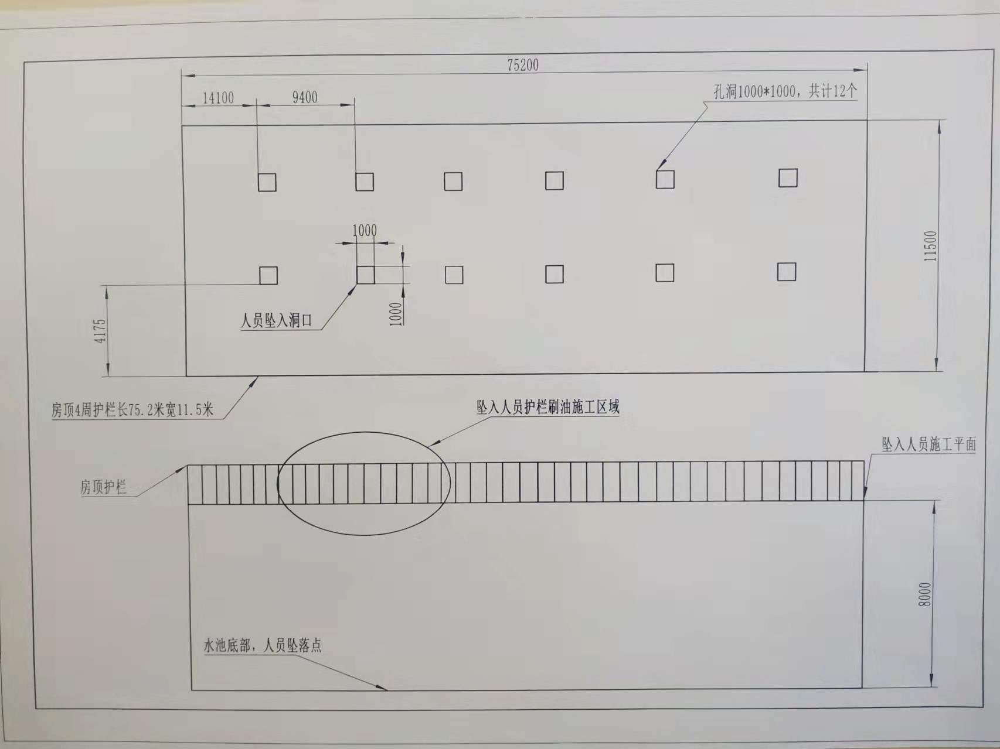 75200
14100
9400
孔洞1000*1000，共计12个
1000
11500
1000
人员坠入洞口
4175
房顶4周护栏长75.2米宽11.5米
坠入人员护栏刷油施工区域
坠入人员施工平面
房顶护栏
8000
水池底部，人员坠落点